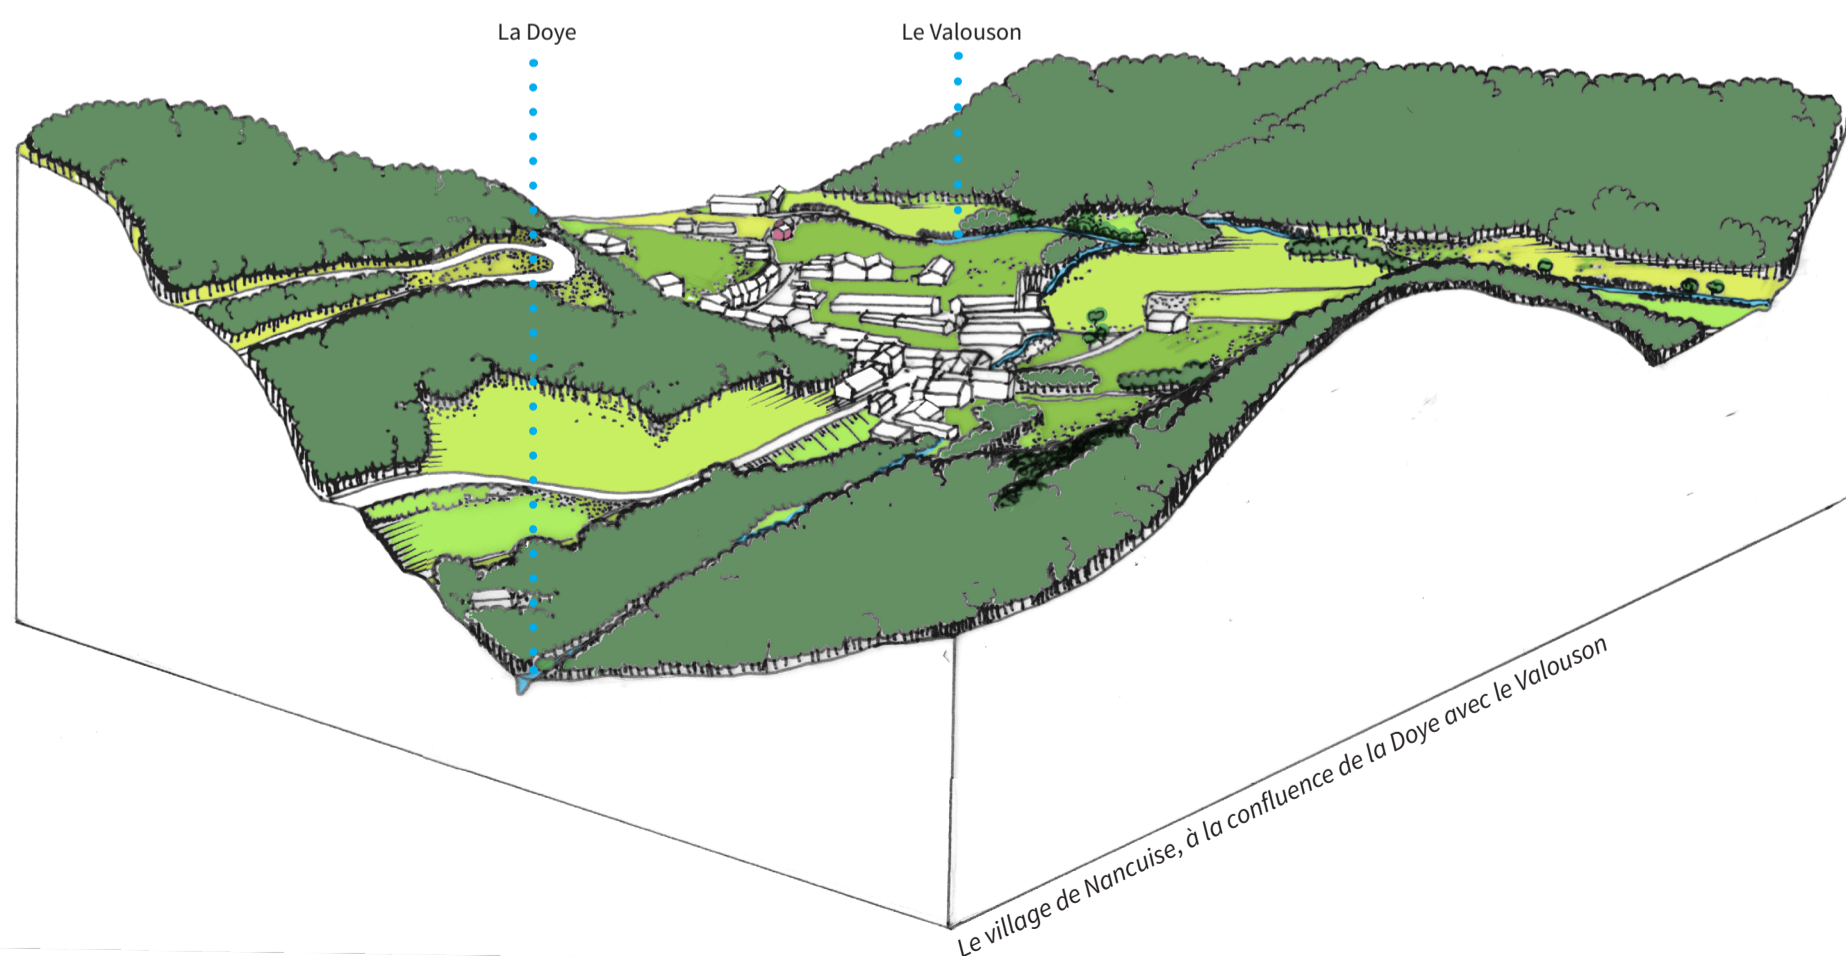 La Doye
Le Valouson
Le village de Nancuise, à la confluence de la Doye avec le Valouson